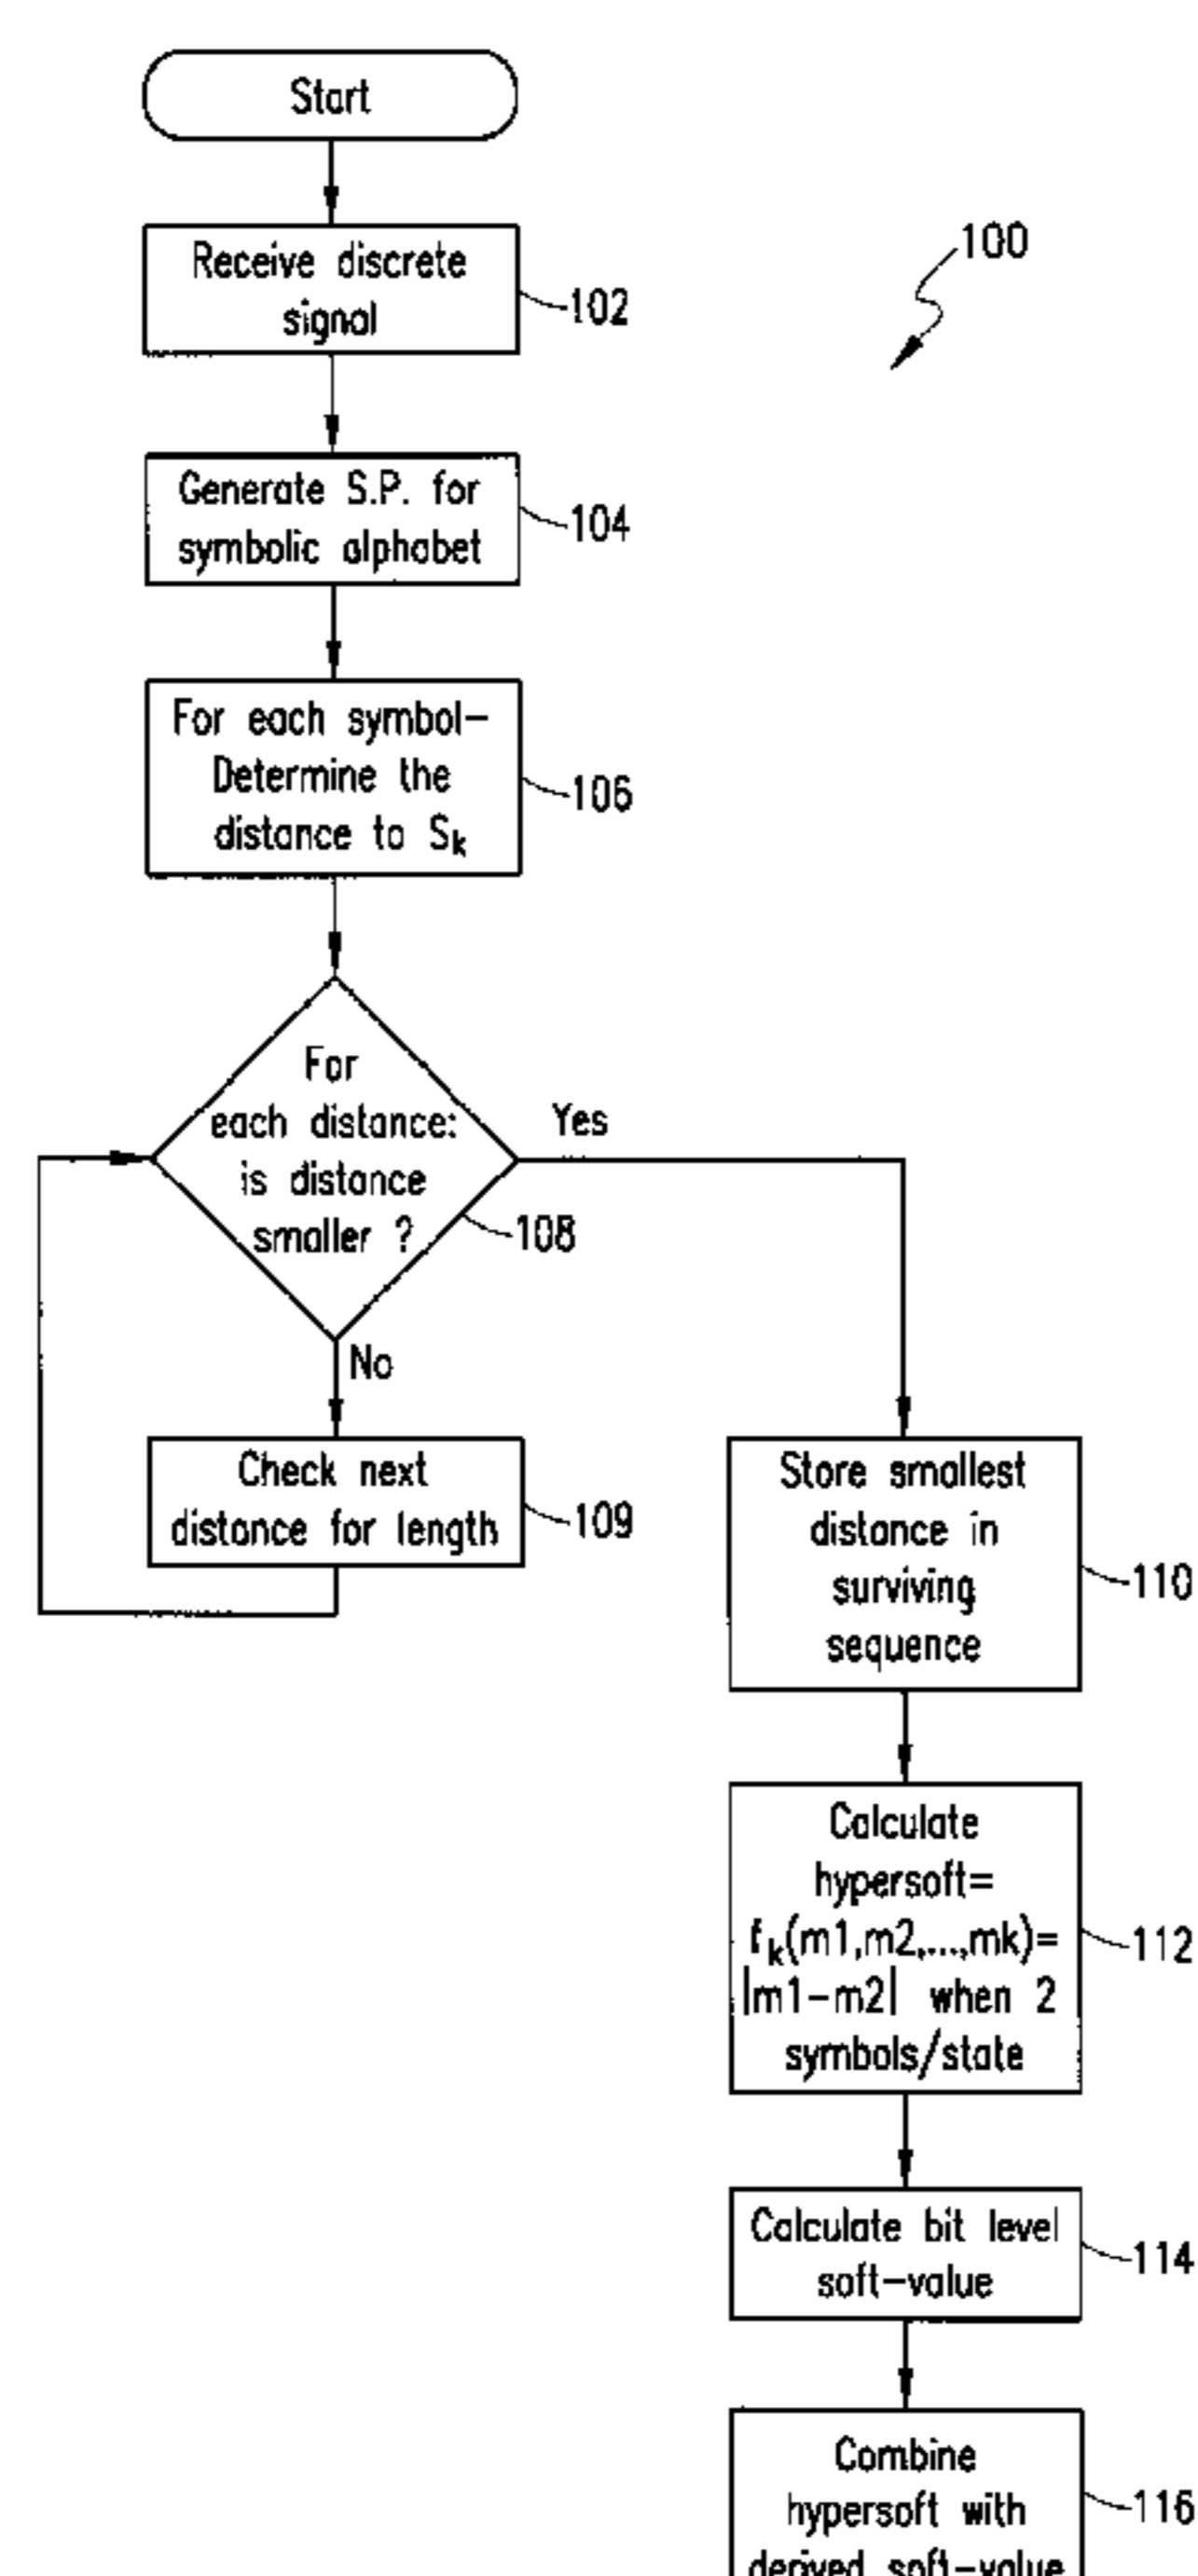 Start
Receive discrete
signal
102
100
Generate S.P. for
symbolic alphabet
104
For each symbol-
Determine the
distance to Sk
106
For
each distance:
is distance
smaller ?
108
Yes
No
Check next
distance for length
109
Store smallest
distance in
surviving
sequence
110
Calculate
hypersoft=
fk(m1,m2,...,mk)=
|m1-m2| when 2
symbols/state
112
Calculate bit level
soft-value
114
Combine
hypersoft with
derived soft-value
116